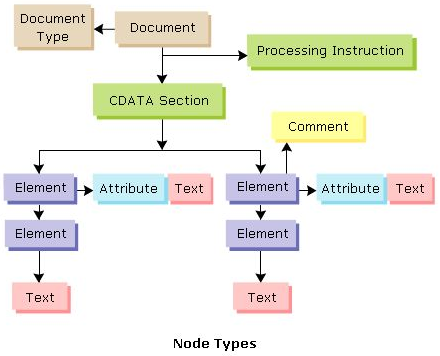 Document
Type
Document
Processing Instruction
CDATA Section
Comment
Element
Attribute
Text
Element
Attribute
Text
Element
Element
Text
Text
Node Types